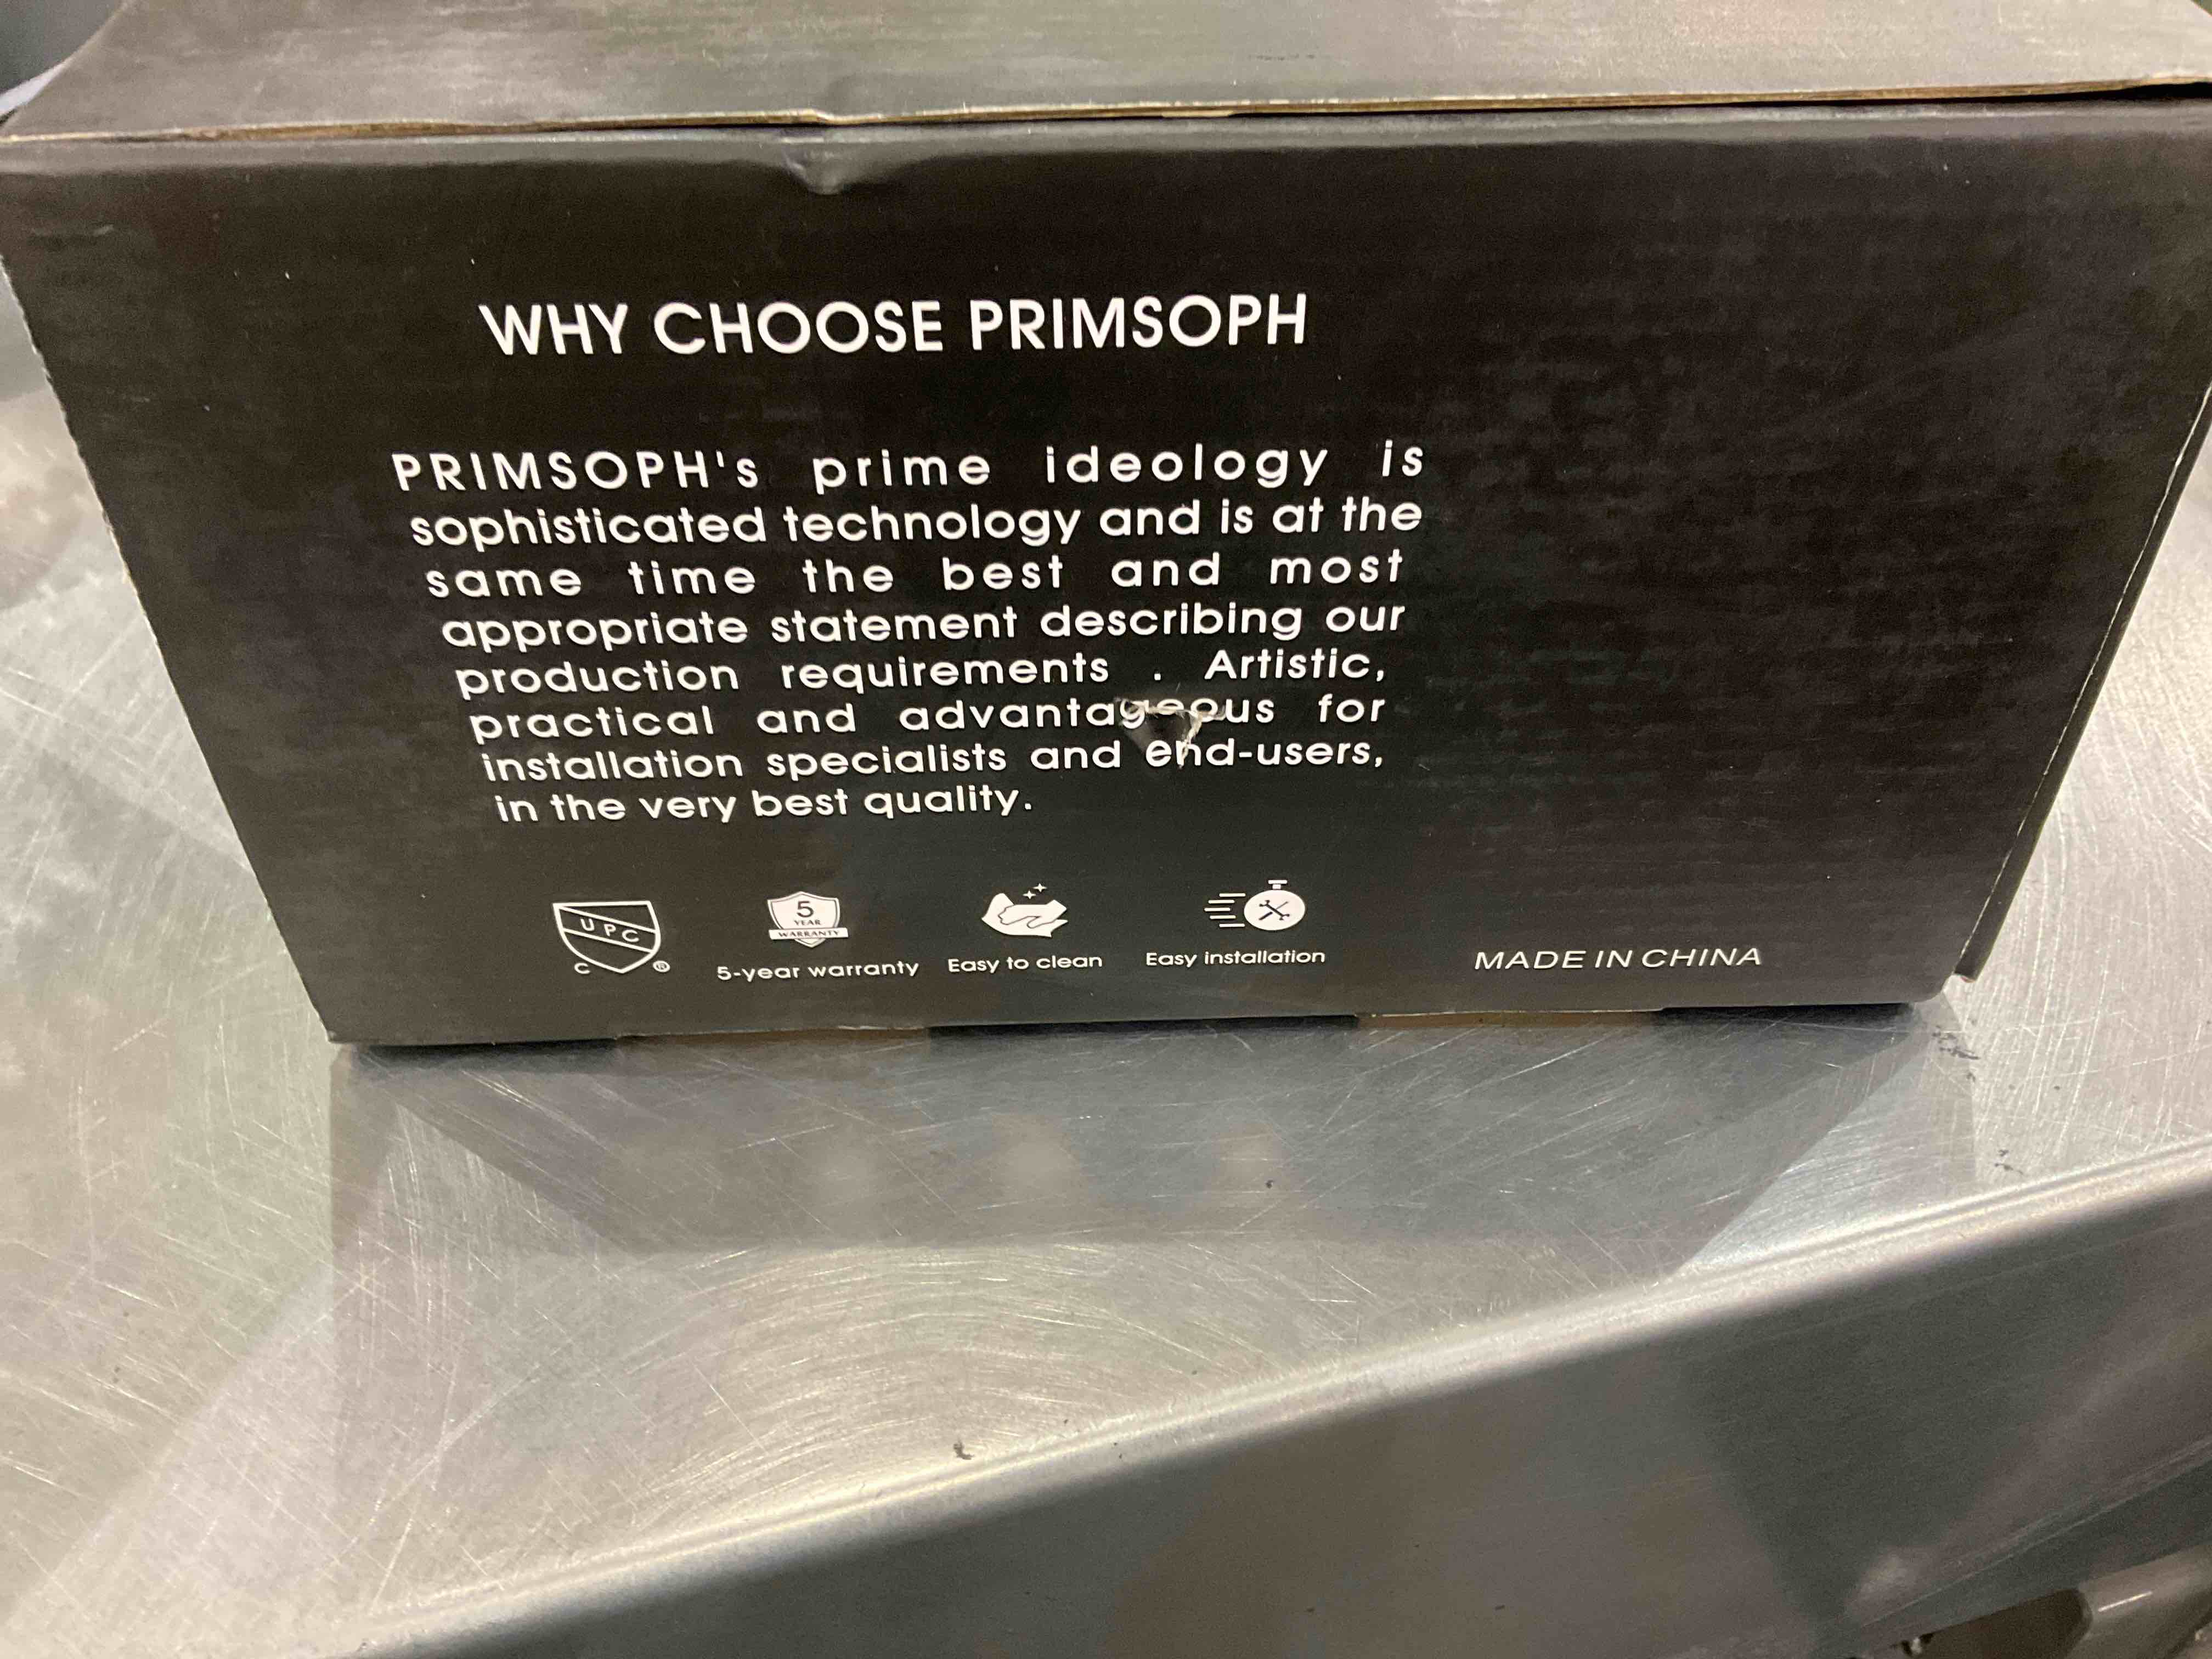 WHY CHOOSE PRIMSOPH
PRIMSOPH's prime ideology is
sophisticated technology and is at the
same time the best and most
appropriate statement describing our
production requirements . Artistic,
practical and advantageous for
installation specialists and end-users,
in the very best quality.
UPC
C ®
5
YEAR
WARRANTY
5-year warranty
Easy to clean
Easy installation
MADE IN CHINA